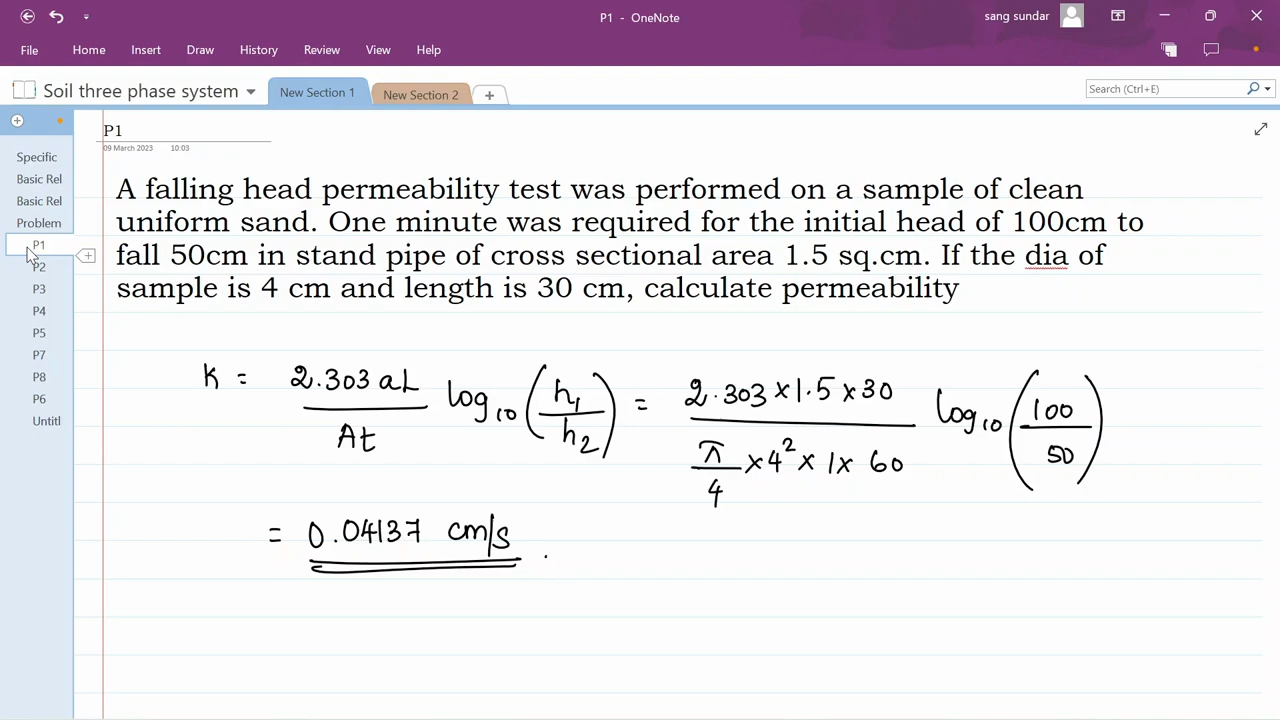 P1 - OneNote
sang sundar
File Home Insert Draw History Review View Help
Soil three phase system New Section 1 New Section 2
Search (Ctrl+E)
P1
09 March 2023 10:03
Specific
Basic Rel
Basic Rel
Problem
P1
P2
P3
P4
P5
P7
P8
P6
Untitl
A falling head permeability test was performed on a sample of clean
uniform sand. One minute was required for the initial head of 100cm to
fall 50cm in stand pipe of cross sectional area 1.5 sq.cm. If the dia of
sample is 4 cm and length is 30 cm, calculate permeability
K = 2.303 aL / At log10 (h1 / h2) = 2.303 x 1.5 x 30 / π/4 x 4² x 1 x 60 log10 (100 / 50)
= 0.04137 cm/s